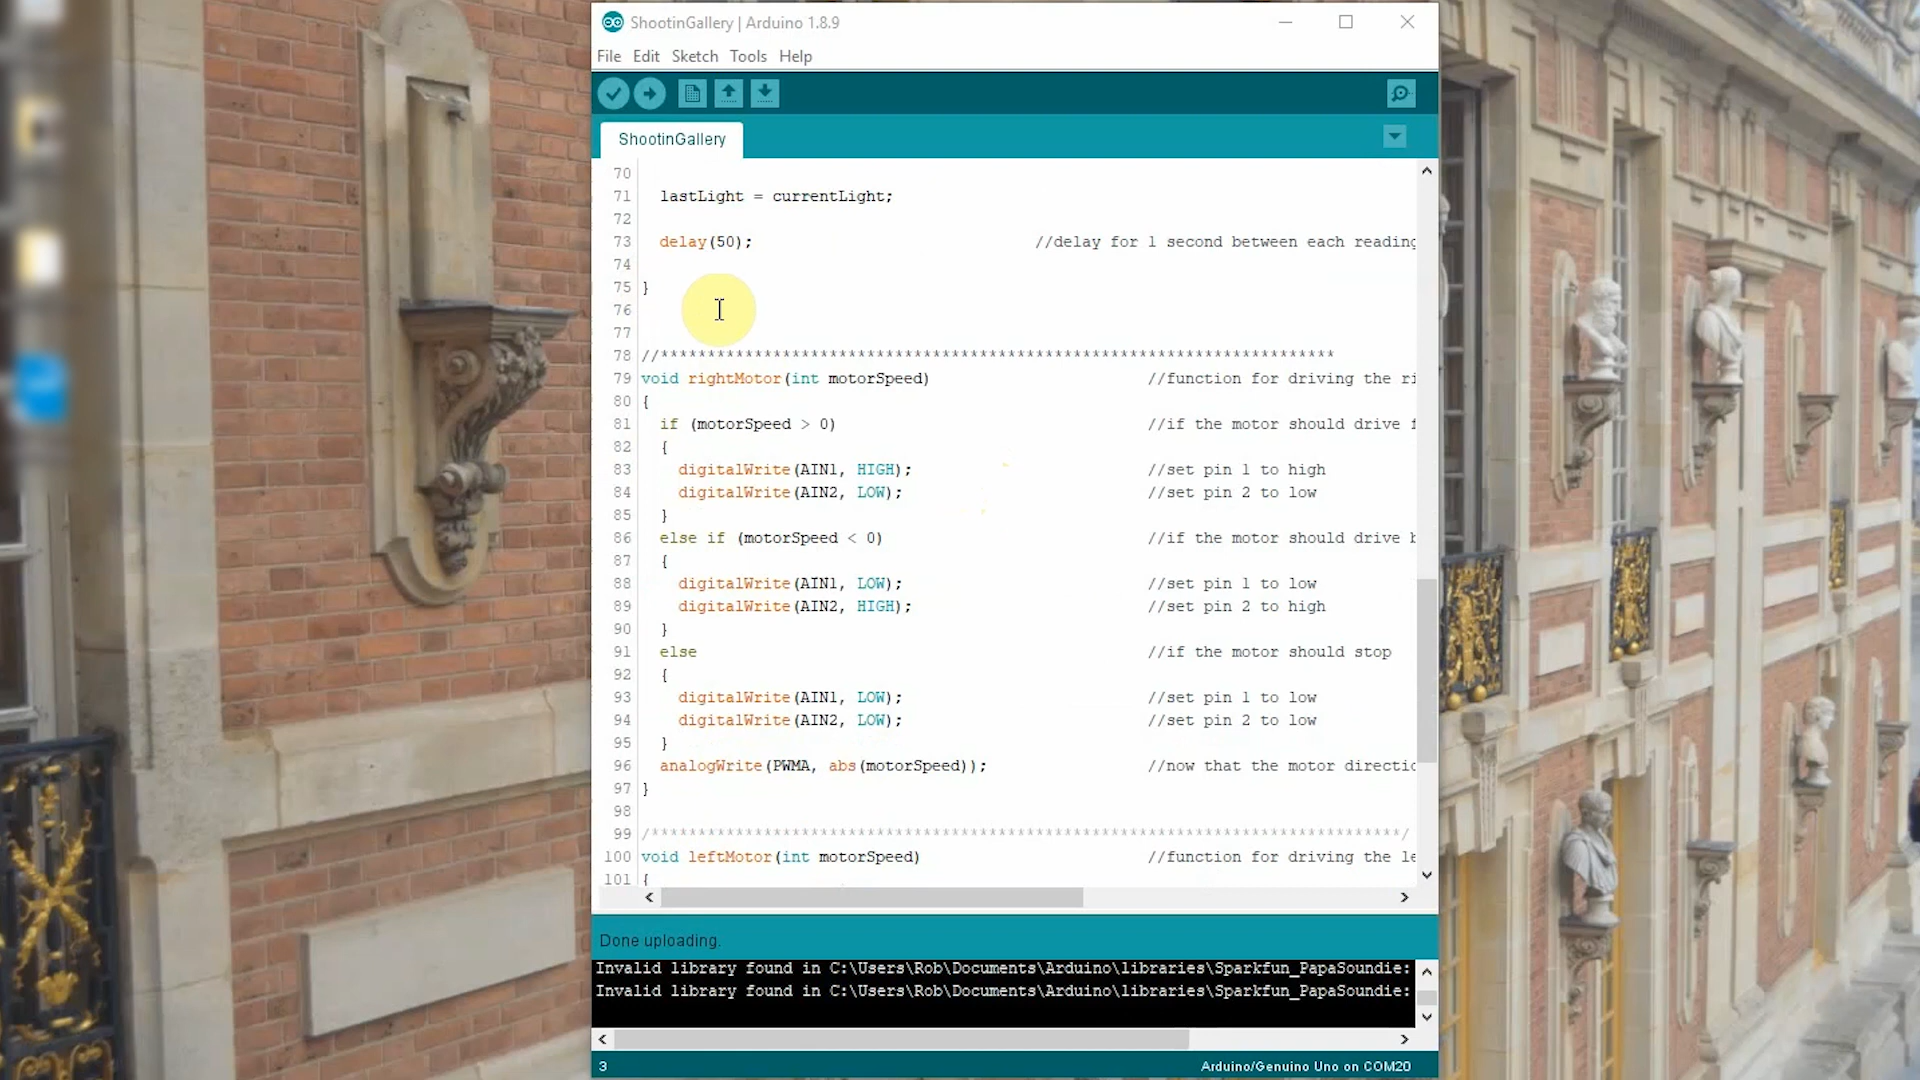 ShootinGallery | Arduino 1.8.9
File Edit Sketch Tools Help
ShootinGallery
70
71 lastLight = currentLight;
72
73 delay(50); //delay for 1 second between each reading
74
75 }
76
77
78 //************************************************************************
79 void rightMotor(int motorSpeed) //function for driving the ri
80 {
81 if (motorSpeed > 0) //if the motor should drive f
82 {
83 digitalWrite(AIN1, HIGH); //set pin 1 to high
84 digitalWrite(AIN2, LOW); //set pin 2 to low
85 }
86 else if (motorSpeed < 0) //if the motor should drive b
87 {
88 digitalWrite(AIN1, LOW); //set pin 1 to low
89 digitalWrite(AIN2, HIGH); //set pin 2 to high
90 }
91 else //if the motor should stop
92 {
93 digitalWrite(AIN1, LOW); //set pin 1 to low
94 digitalWrite(AIN2, LOW); //set pin 2 to low
95 }
96 analogWrite(PWMA, abs(motorSpeed)); //now that the motor directio
97 }
98
99 /********************************************************************************/
100 void leftMotor(int motorSpeed) //function for driving the le
101 {
Done uploading.
Invalid library found in C:\Users\Rob\Documents\Arduino\libraries\Sparkfun_PapaSoundie:
Invalid library found in C:\Users\Rob\Documents\Arduino\libraries\Sparkfun_PapaSoundie:
3 Arduino/Genuino Uno on COM20